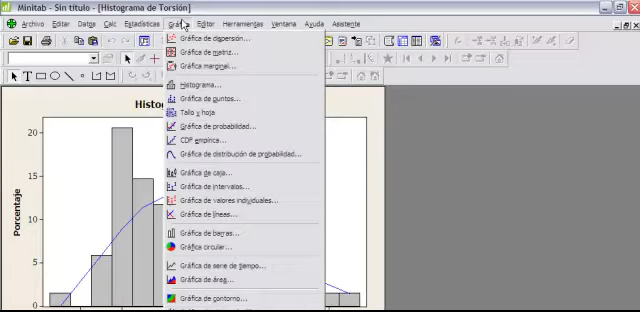 Minitab - Sin título - [Histograma de Torsión]
Archivo Editar Datos Calc Estadísticas Gráfica Editor Herramientas Ventana Ayuda Asistente
Gráfica de dispersión...
Gráfica de matriz...
Gráfica marginal...
Histograma...
Gráfica de puntos...
Tallo y hoja
Gráfica de probabilidad...
CDF empírica...
Gráfica de distribución de probabilidad...
Gráfica de caja...
Gráfica de intervalos...
Gráfica de valores individuales...
Gráfica de líneas...
Gráfica de barras...
Gráfica circular...
Gráfica de serie de tiempo...
Gráfica de área...
Gráfica de contorno...
Histo
Porcentaje
20
15
10
5
0